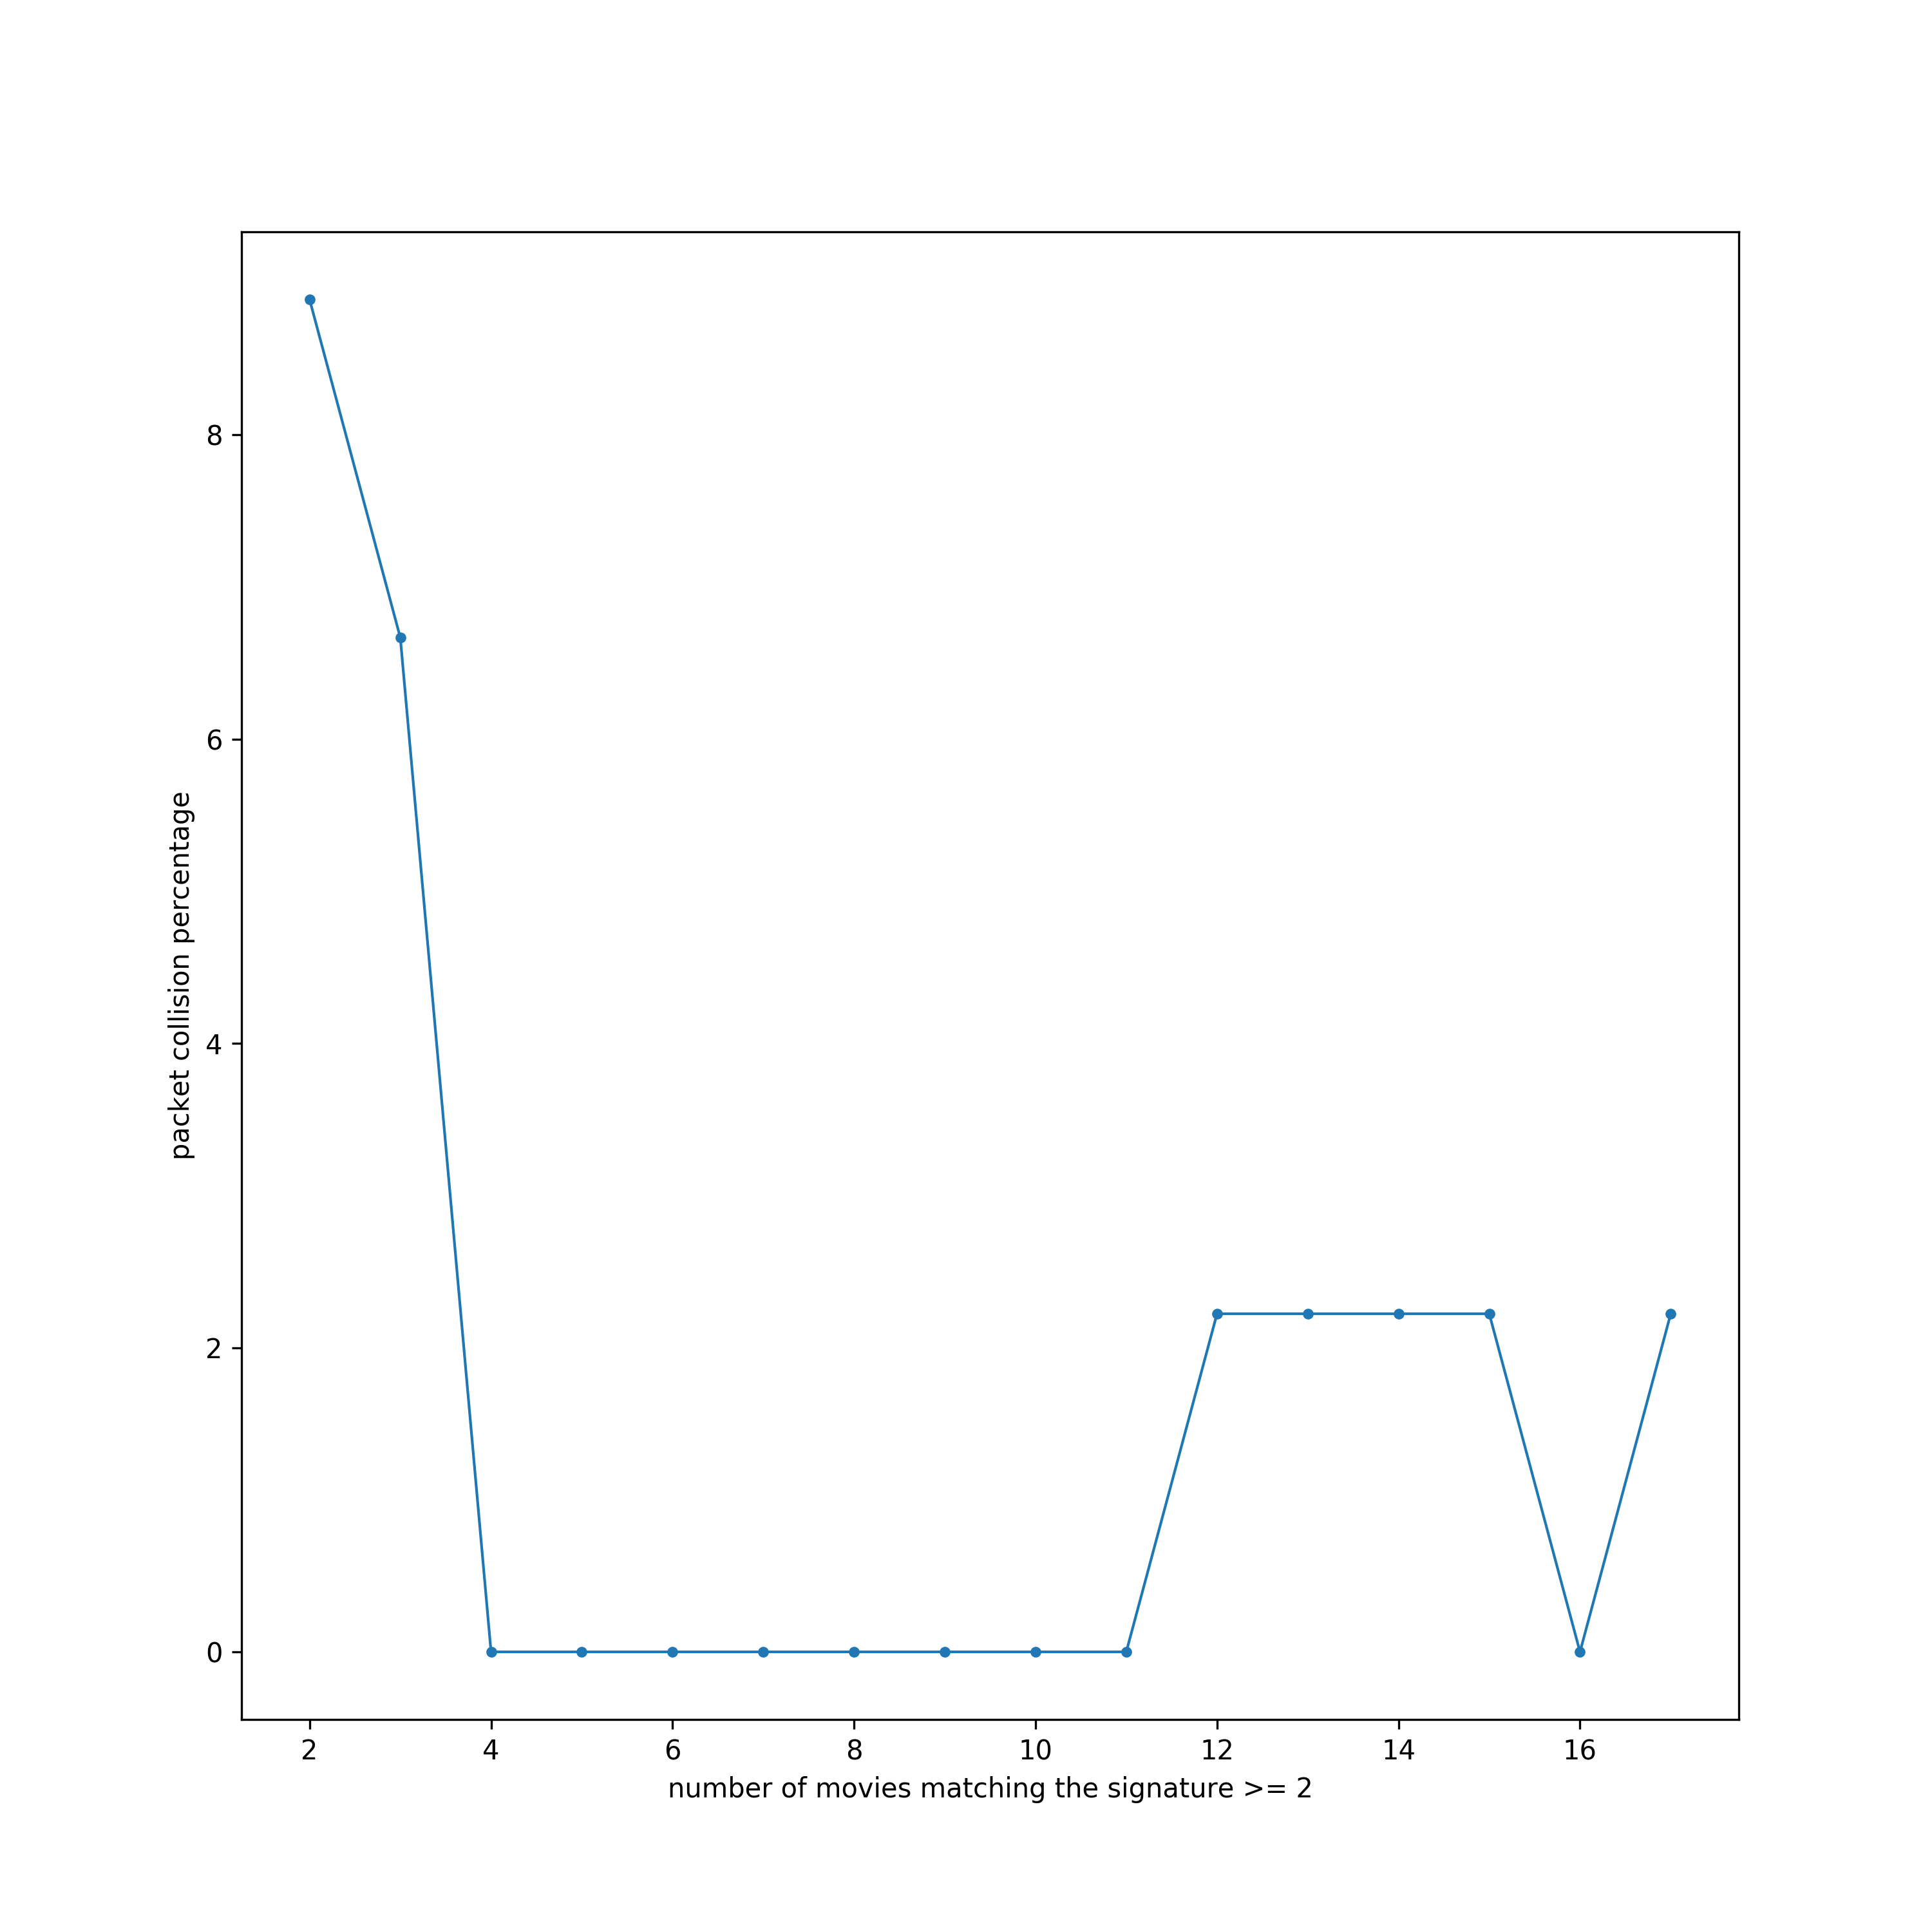 8
6
4
2
0
packet collision percentage
2 4 6 8 10 12 14 16
number of movies matching the signature >= 2